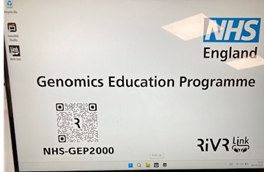 NHS
England
Genomics Education Programme
NHS-GEP2000
RiVR Link